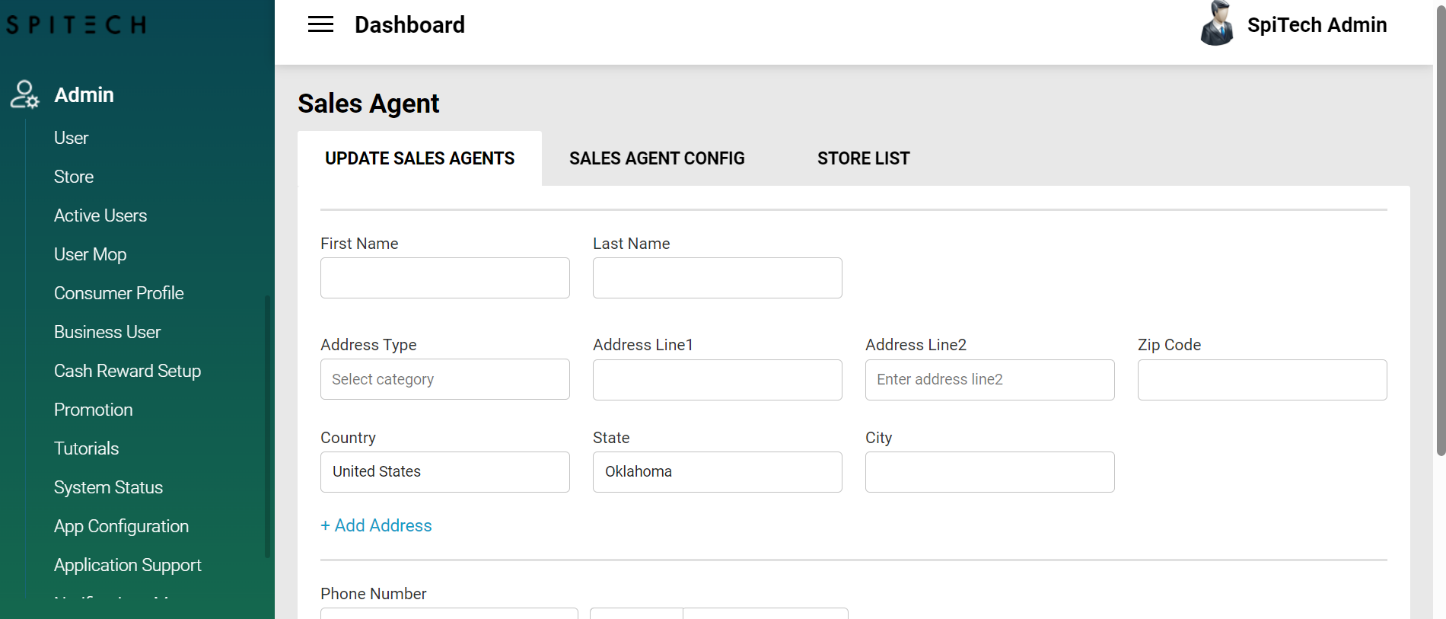 SPITECH
Dashboard
SpiTech Admin
Admin
User
Store
Active Users
User Mop
Consumer Profile
Business User
Cash Reward Setup
Promotion
Tutorials
System Status
App Configuration
Application Support
Sales Agent
UPDATE SALES AGENTS SALES AGENT CONFIG STORE LIST
First Name Last Name
Address Type Address Line1 Address Line2 Zip Code
Select category Enter address line2
Country State City
United States Oklahoma
+ Add Address
Phone Number